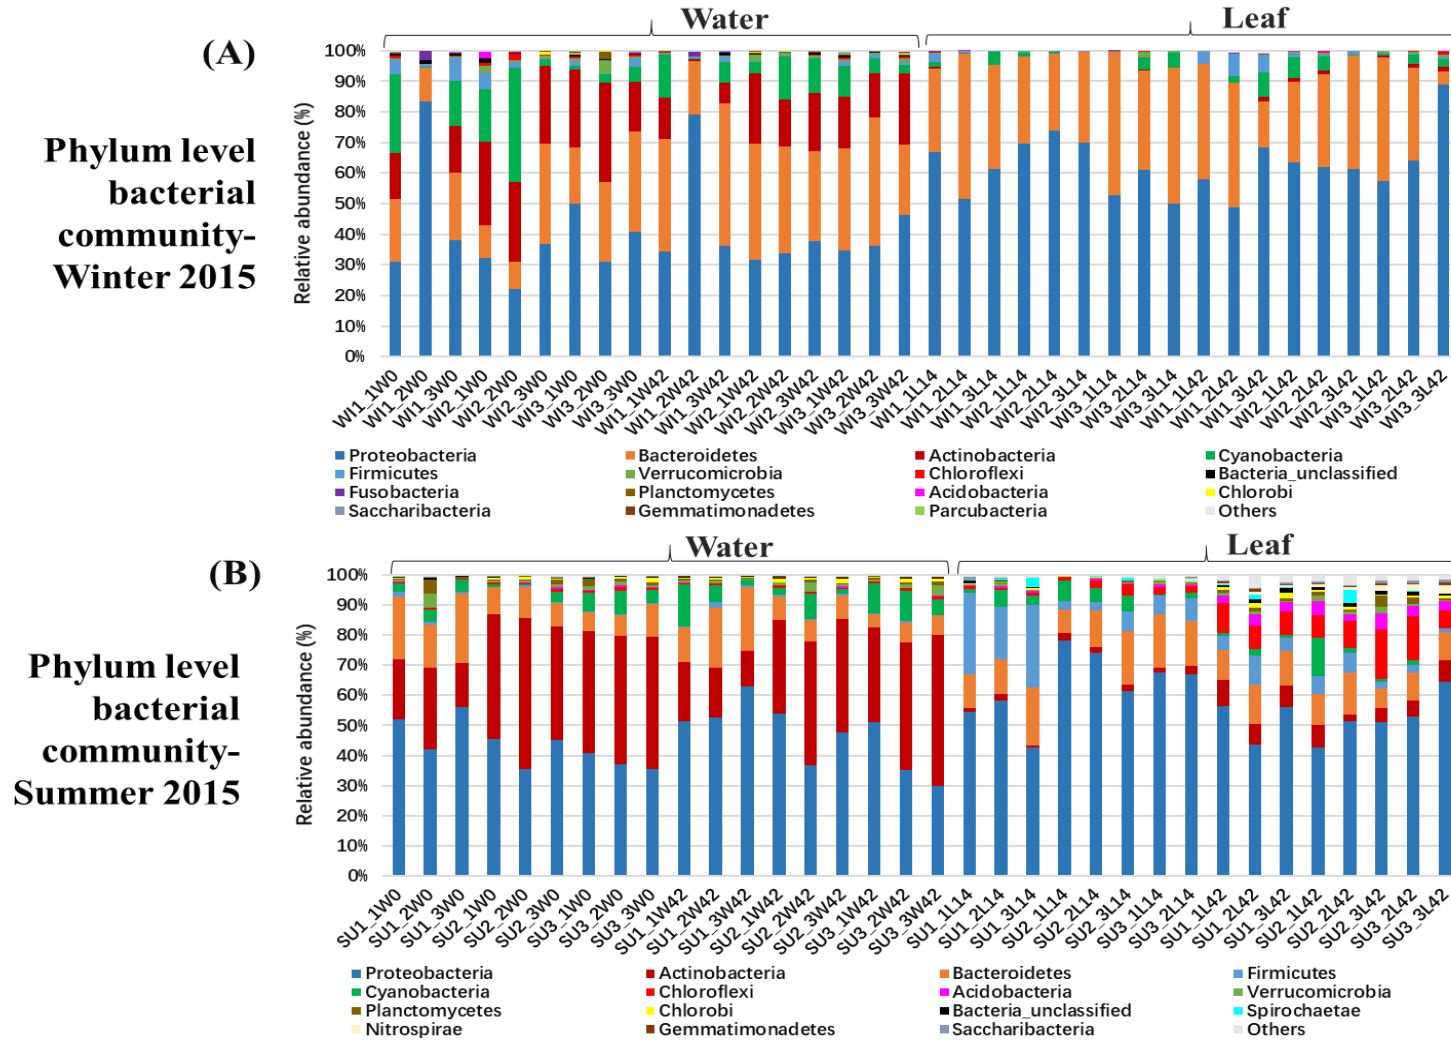 Water
Leaf
(A)
Phylum level
bacterial
community-
Winter 2015
Relative abundance (%)
100%
90%
80%
70%
60%
50%
40%
30%
20%
10%
0%
WI1_1W0
WI1_2W0
WI1_3W0
WI2_1W0
WI2_2W0
WI2_3W0
WI3_1W0
WI3_2W0
WI3_3W0
WI1_1W42
WI1_2W42
WI1_3W42
WI2_1W42
WI2_2W42
WI2_3W42
WI3_1W42
WI3_2W42
WI3_3W42
WI1_1L14
WI1_2L14
WI1_3L14
WI2_1L14
WI2_2L14
WI2_3L14
WI3_1L14
WI3_2L14
WI3_3L14
WI1_1L42
WI1_2L42
WI1_3L42
WI2_1L42
WI2_2L42
WI2_3L42
WI3_1L42
WI3_2L42
WI3_3L42
Proteobacteria Bacteroidetes Actinobacteria Cyanobacteria
Firmicutes Verrucomicrobia Chloroflexi Bacteria_unclassified
Fusobacteria Planctomycetes Acidobacteria Chlorobi
Saccharibacteria Gemmatimonadetes Parcubacteria Others
Water
Leaf
(B)
Phylum level
bacterial
community-
Summer 2015
Relative abundance (%)
100%
90%
80%
70%
60%
50%
40%
30%
20%
10%
0%
SU1_1W0
SU1_2W0
SU1_3W0
SU2_1W0
SU2_2W0
SU2_3W0
SU3_1W0
SU3_2W0
SU3_3W0
SU1_1W42
SU1_2W42
SU1_3W42
SU2_1W42
SU2_2W42
SU2_3W42
SU3_1W42
SU3_2W42
SU3_3W42
SU1_1L14
SU1_2L14
SU1_3L14
SU2_1L14
SU2_2L14
SU2_3L14
SU3_1L14
SU3_2L14
SU1_1L42
SU1_2L42
SU1_3L42
SU2_1L42
SU2_2L42
SU2_3L42
SU3_2L42
SU3_3L42
Proteobacteria Actinobacteria Bacteroidetes Firmicutes
Cyanobacteria Chloroflexi Acidobacteria Verrucomicrobia
Planctomycetes Chlorobi Bacteria_unclassified Spirochaetae
Nitrospirae Gemmatimonadetes Saccharibacteria Others